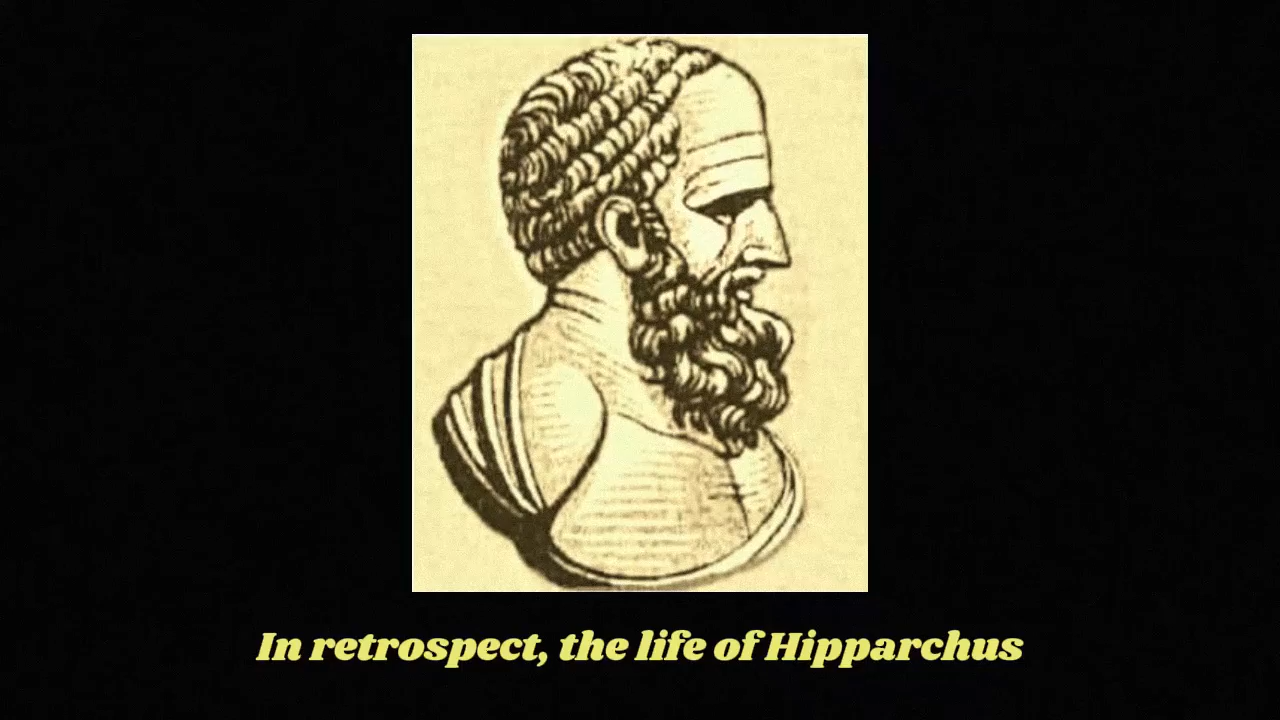 In retrospect, the life of Hipparchus